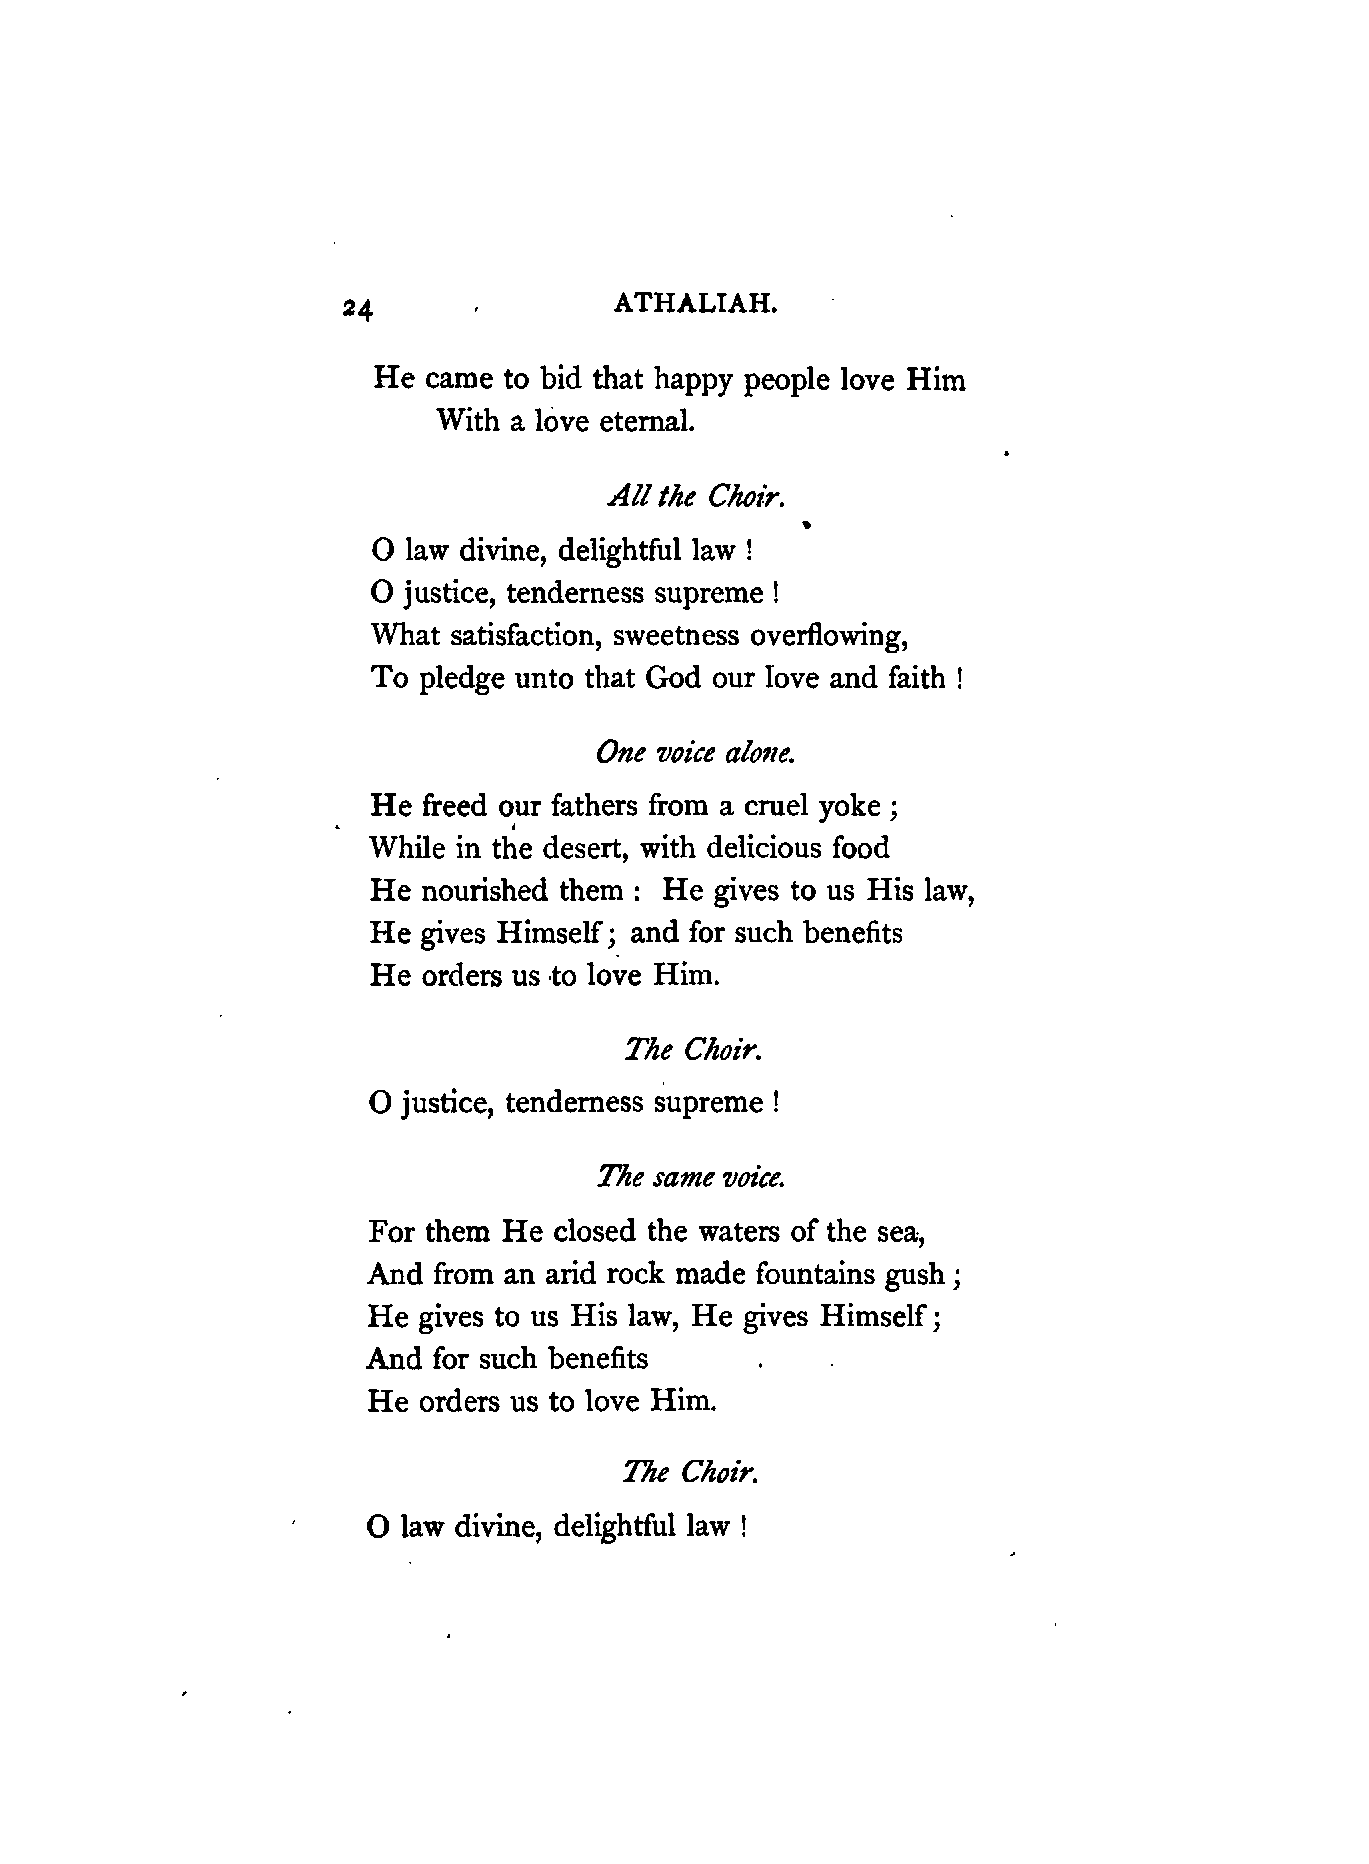 24 ATHALIAH.
He came to bid that happy people love Him
With a love eternal.
All the Choir.
O law divine, delightful law !
O justice, tenderness supreme !
What satisfaction, sweetness overflowing,
To pledge unto that God our love and faith !
One voice alone.
He freed our fathers from a cruel yoke ;
While in the desert, with delicious food
He nourished them : He gives to us His law,
He gives Himself ; and for such benefits
He orders us to love Him.
The Choir.
O justice, tenderness supreme !
The same voice.
For them He closed the waters of the sea,
And from an arid rock made fountains gush ;
He gives to us His law, He gives Himself ;
And for such benefits
He orders us to love Him.
The Choir.
O law divine, delightful law !